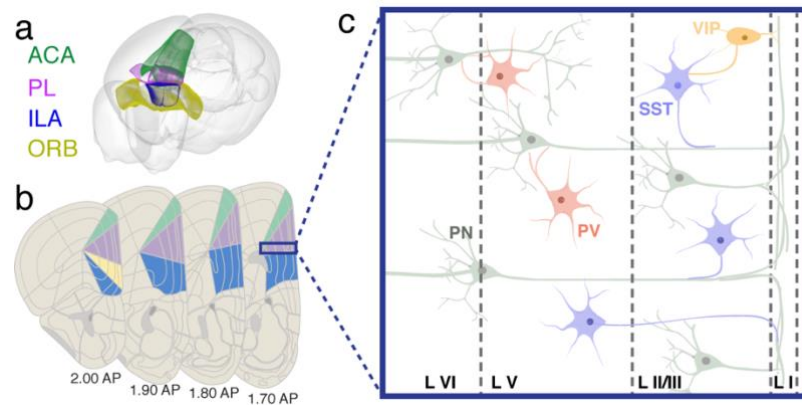 a
ACA
PL
ILA
ORB
b
2.00 AP
1.90 AP
1.80 AP
1.70 AP
c
VIP
SST
PV
PN
L VI
L V
L II/III
L I